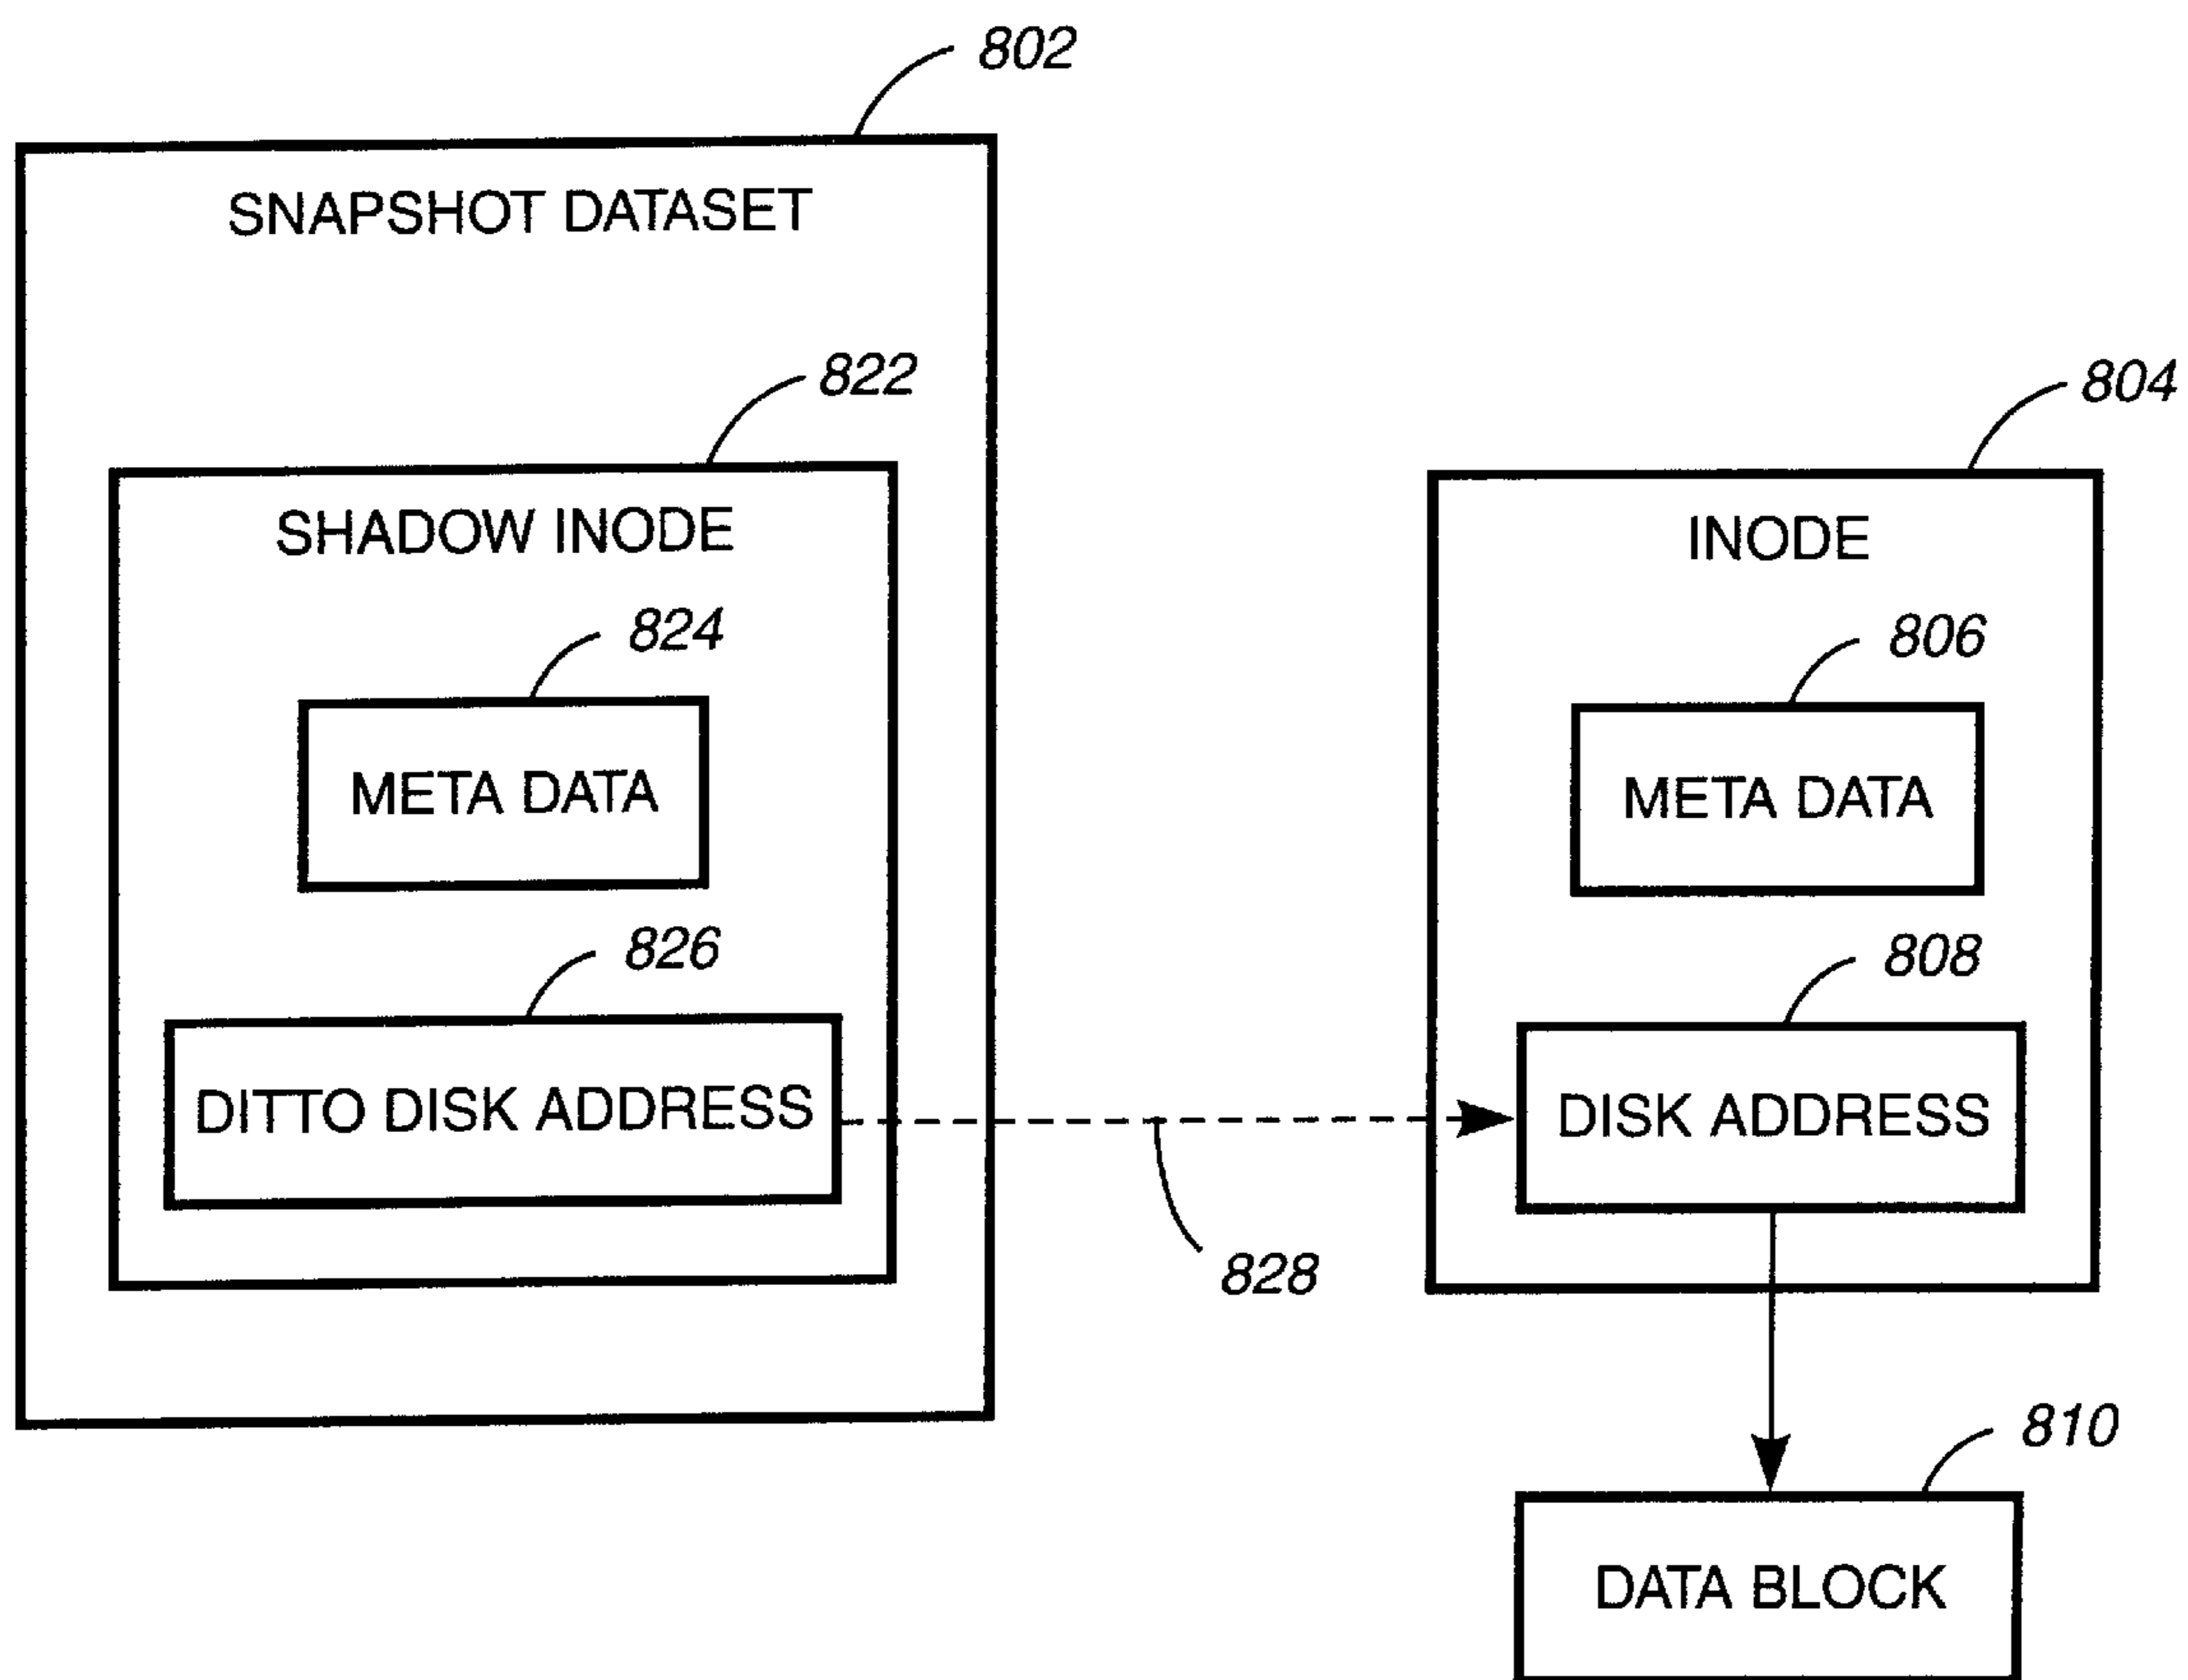 802
SNAPSHOT DATASET
822
804
SHADOW INODE
INODE
824
806
META DATA
META DATA
826
808
DITTO DISK ADDRESS
DISK ADDRESS
828
810
DATA BLOCK